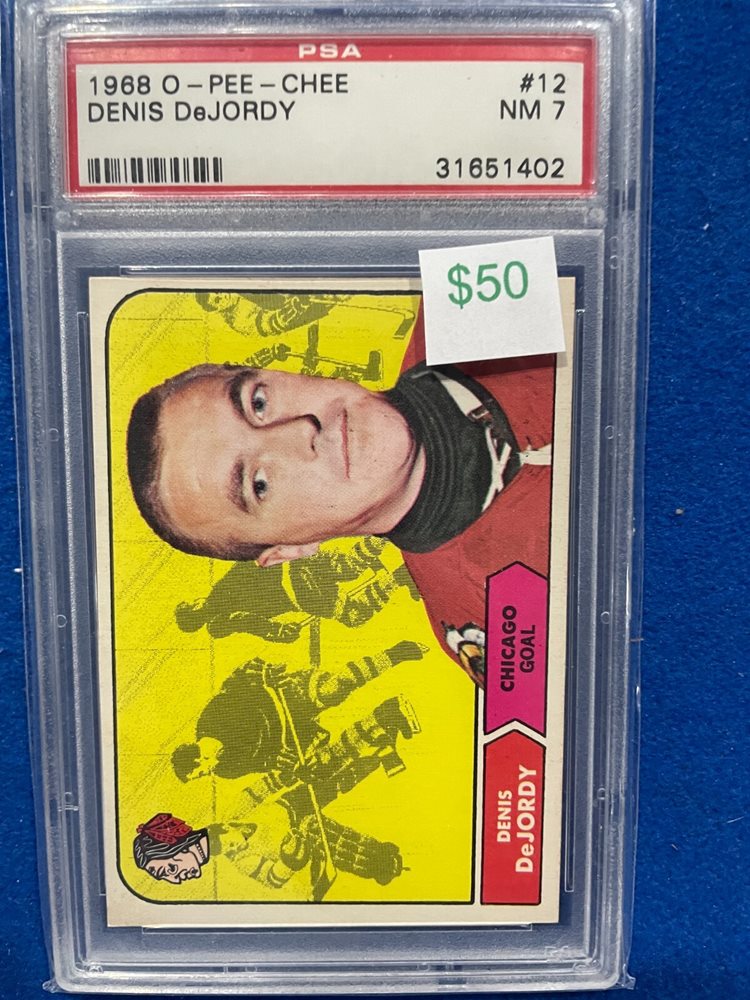 PSA
1968 O-PEE-CHEE #12
DENIS DeJORDY NM 7
31651402
$50
CHICAGO
GOAL
DENIS
DeJORDY